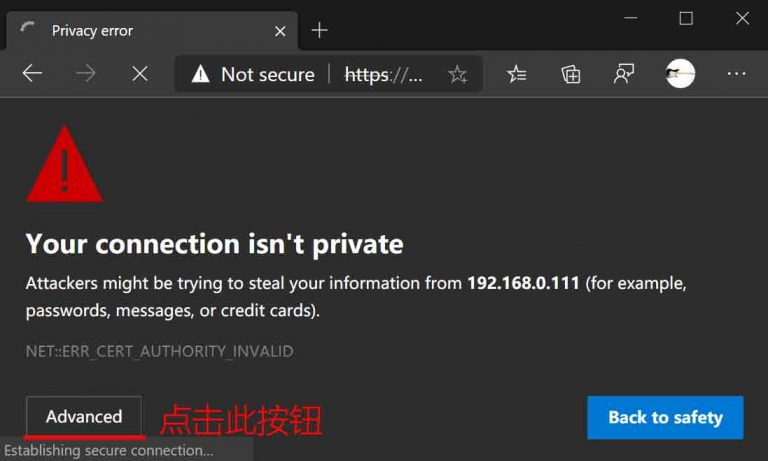 Privacy error
Not secure https://...
Your connection isn't private
Attackers might be trying to steal your information from 192.168.0.111 (for example,
passwords, messages, or credit cards).
NET::ERR_CERT_AUTHORITY_INVALID
Advanced 点击此按钮 Back to safety
Establishing secure connection...